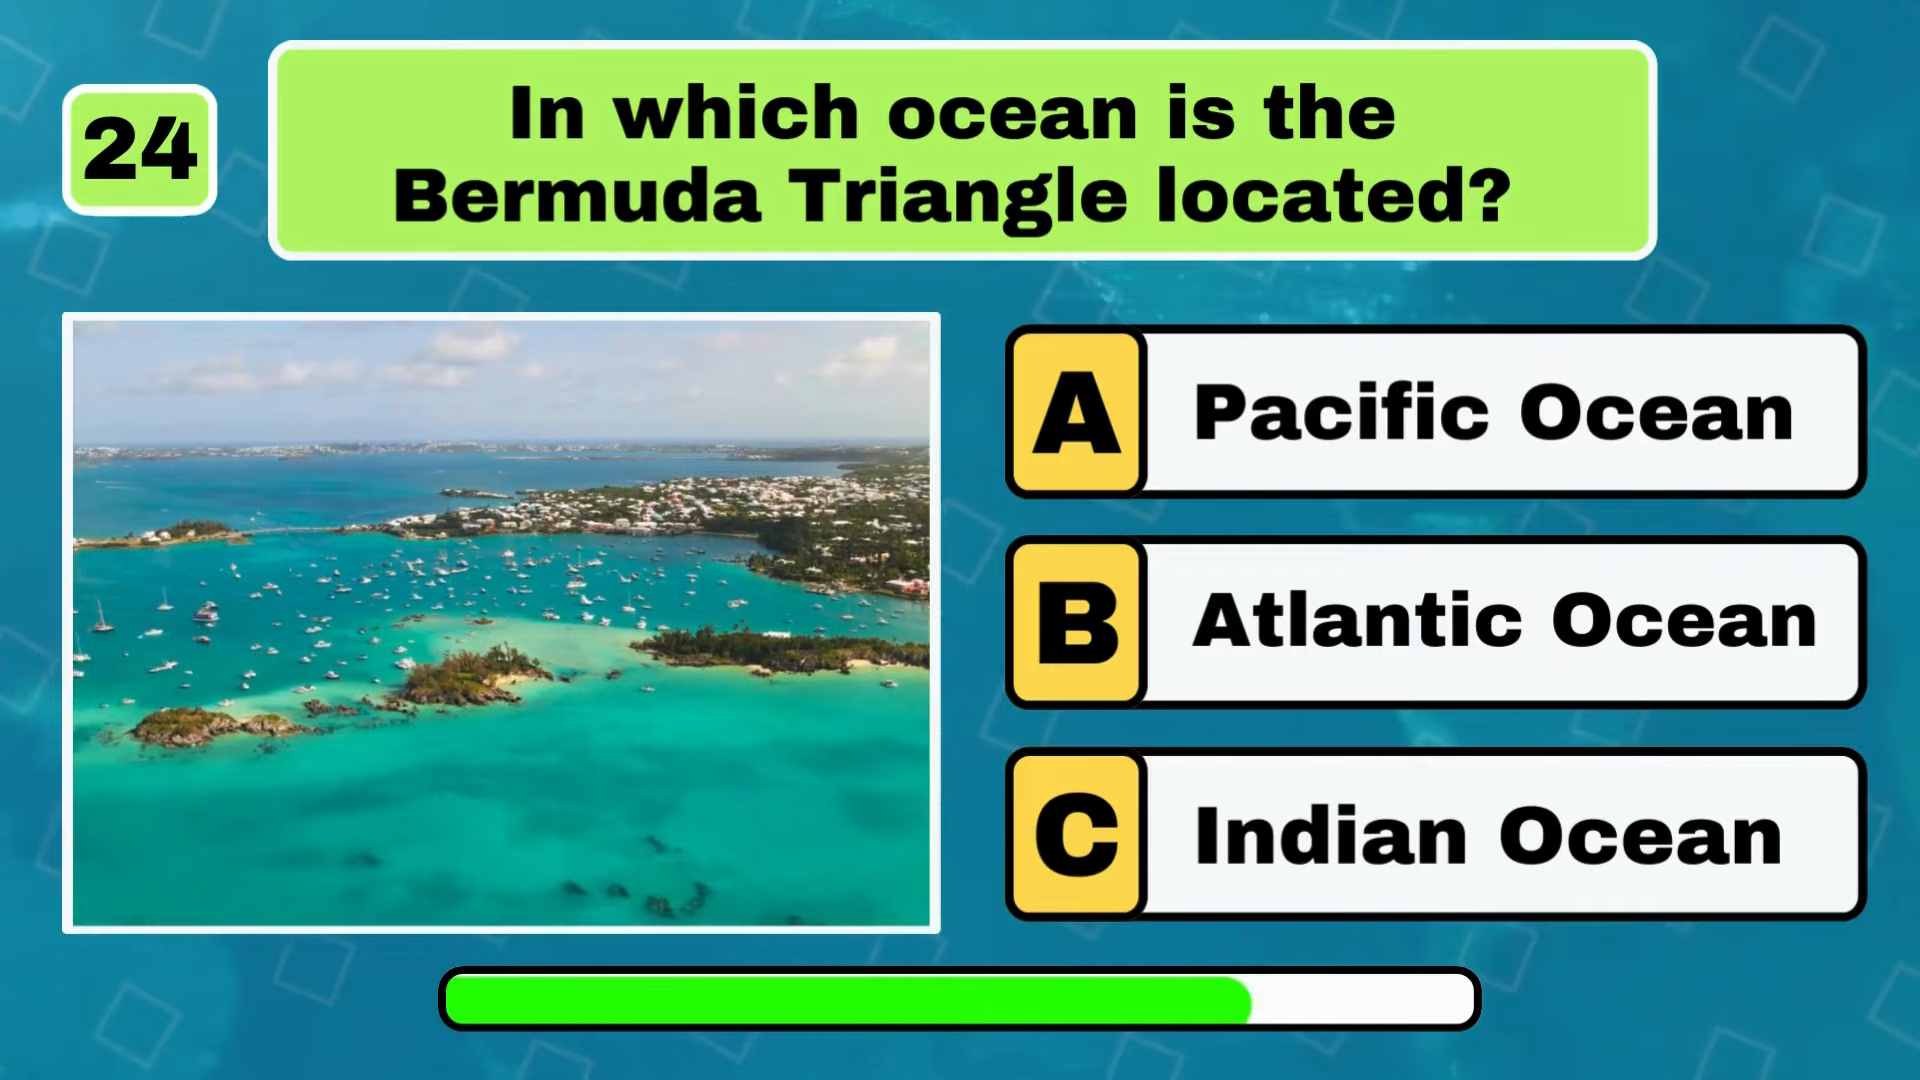 24
In which ocean is the
Bermuda Triangle located?
A Pacific Ocean
B Atlantic Ocean
C Indian Ocean